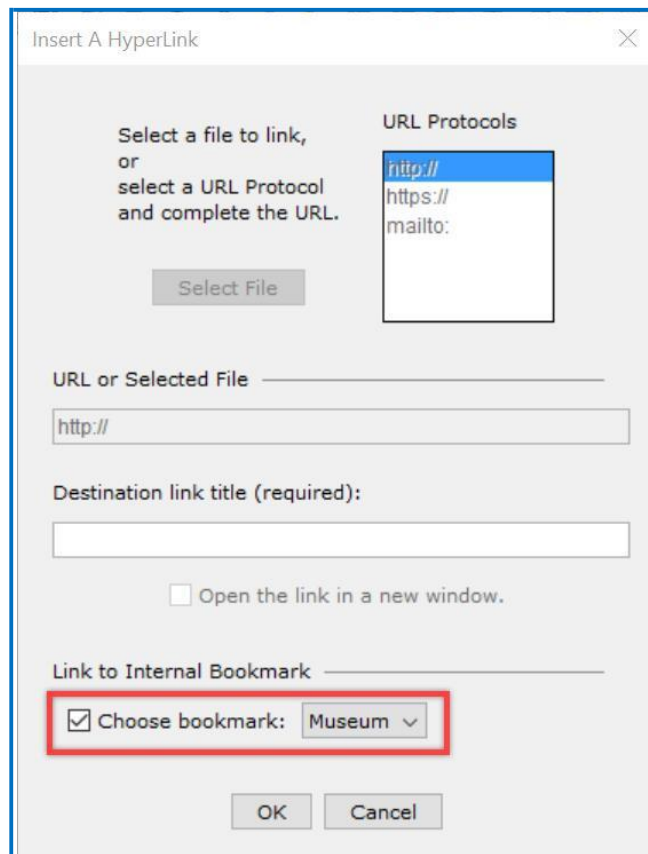 Insert A HyperLink
Select a file to link,
or
select a URL Protocol
and complete the URL.
Select File
URL Protocols
http://
https://
mailto:
URL or Selected File
http://
Destination link title (required):
Open the link in a new window.
Link to Internal Bookmark
Choose bookmark: Museum
OK Cancel